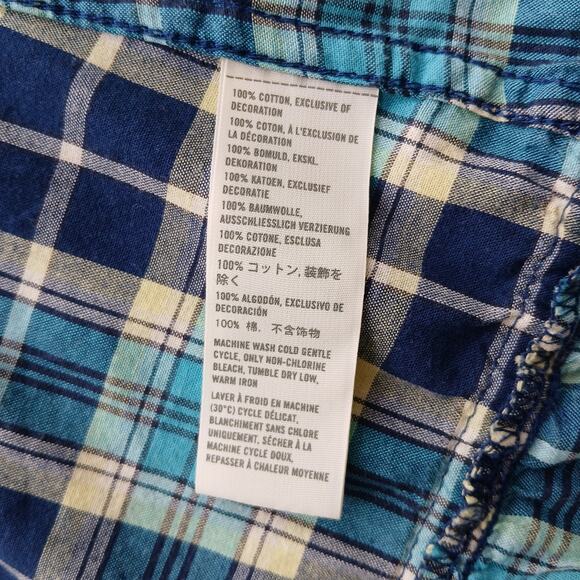 100% COTTON, EXCLUSIVE OF
DECORATION
100% COTON, À L'EXCLUSION DE
LA DÉCORATION
100% BOMULD, EKSKL.
DEKORATION
100% KATOEN, EXCLUSIEF
DECORATIE
100% BAUMWOLLE,
AUSSCHLIESSLICH VERZIERUNG
100% COTONE, ESCLUSA
DECORAZIONE
100% コットン, 装飾を
除く
100% ALGODÓN, EXCLUSIVO DE
DECORACIÓN
100% 棉, 不含饰物
MACHINE WASH COLD GENTLE
CYCLE, ONLY NON-CHLORINE
BLEACH, TUMBLE DRY LOW,
WARM IRON
LAVER À FROID EN MACHINE
(30°C) CYCLE DÉLICAT,
BLANCHIMENT SANS CHLORE
UNIQUEMENT, SÉCHER À LA
MACHINE CYCLE DOUX,
REPASSER À CHALEUR MOYENNE